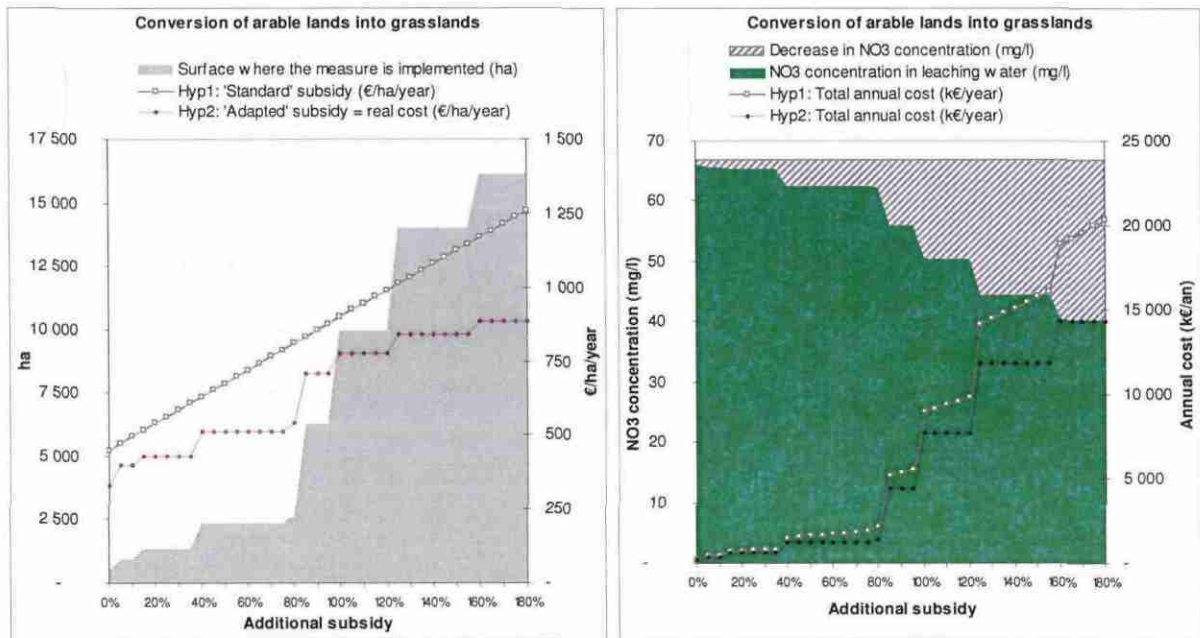 Conversion of arable lands into grasslands
Surface where the measure is implemented (ha)
Hyp1: 'Standard' subsidy (€/ha/year)
Hyp2: 'Adapted' subsidy = real cost (€/ha/year)
17 500
15 000
12 500
10 000
7 500
5 000
2 500
-
ha
1 500
1 250
1 000
750
500
250
-
€/ha/year
0% 20% 40% 60% 80% 100% 120% 140% 160% 180%
Additional subsidy
Conversion of arable lands into grasslands
Decrease in NO3 concentration (mg/l)
NO3 concentration in leaching water (mg/l)
Hyp1: Total annual cost (k€/year)
Hyp2: Total annual cost (k€/year)
70
60
50
40
30
20
10
-
NO3 concentration (mg/l)
25 000
20 000
15 000
10 000
5 000
-
Annual cost (k€/an)
0% 20% 40% 60% 80% 100% 120% 140% 160% 180%
Additional subsidy